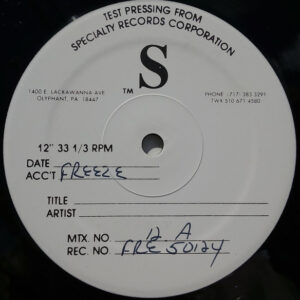 TEST PRESSING FROM
SPECIALTY RECORDS CORPORATION
S
TM
1400 E. LACKAWANNA AVE
OLYPHANT, PA. 18447
PHONE: (717) 383 3291
TWX 510 671 4580
12" 33 1/3 RPM
DATE
ACC'T FREEZE
TITLE
ARTIST
MTX. NO. 12 A
REC. NO. FRE 50124